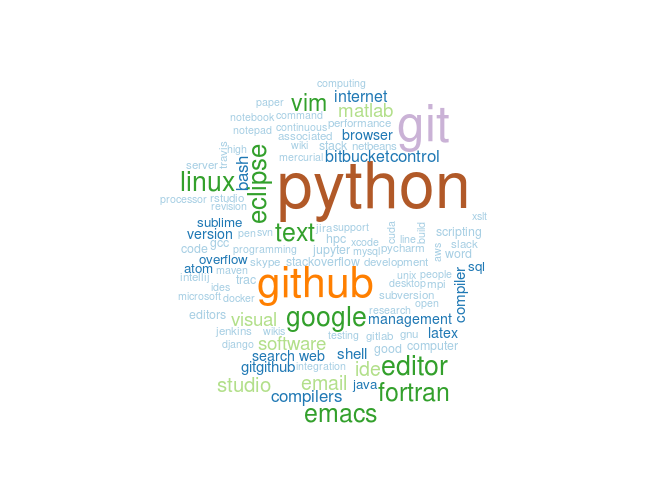 computing
paper
vim
internet
notebook
command
matlab
git
notepad
continuous
performance
associated
browser
wiki
stack
netbeans
travis
high
mercurial
bitbucket
control
server
bash
eclipse
linux
python
processor
rstudio
revision
xslt
sublime
version
pen
svn
text
jira
support
cuda
line
build
scripting
code
gcc
programming
hpc
xcode
jupyter
mysql
pycharm
aws
slack
word
overflow
skype
stackoverflow
development
atom
maven
intellij
trac
github
unix
people
compiler
sql
ides
desktop
mpi
microsoft
docker
subversion
open
editors
visual
google
research
management
jenkins
wikis
testing
gitlab
gnu
latex
django
software
good
computer
search
web
shell
gitgithub
integration
ide
editor
studio
email
java
compilers
fortran
emacs